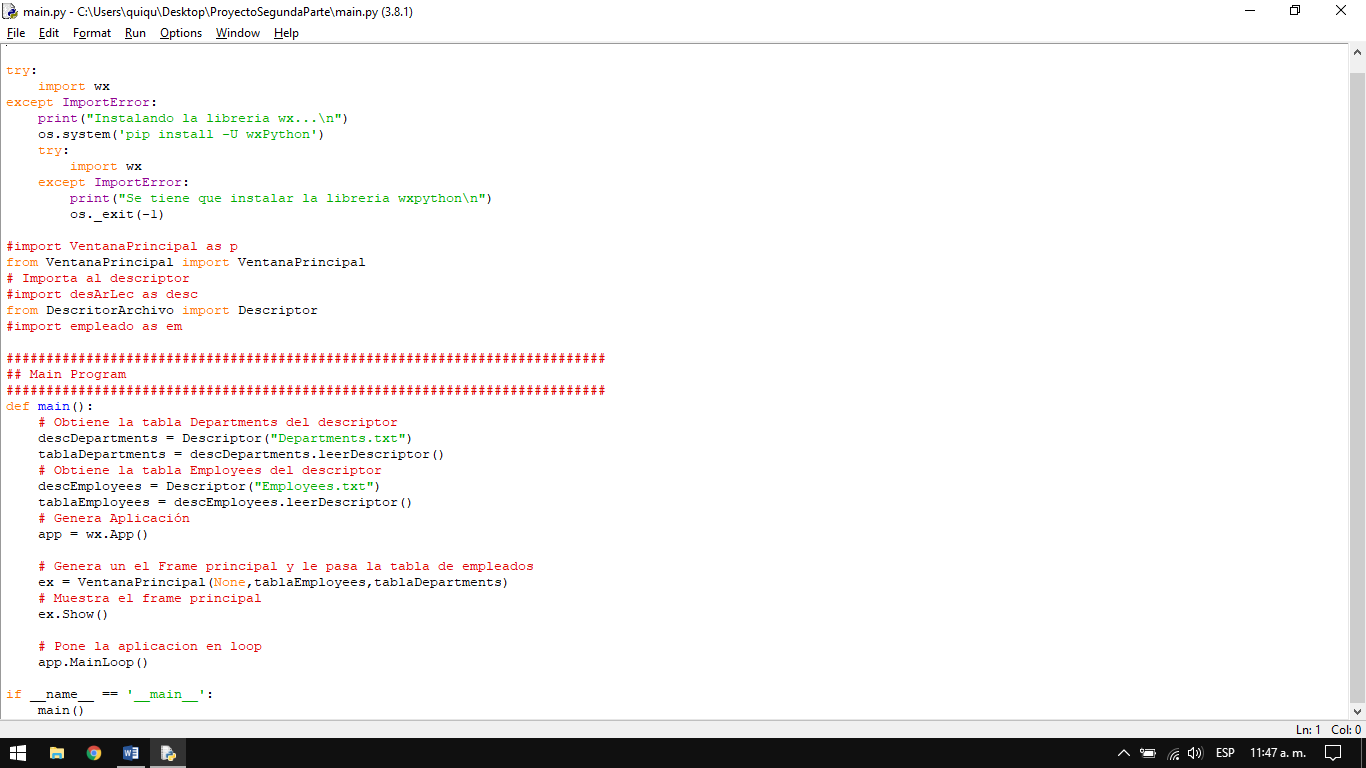 main.py - C:\Users\quiqu\Desktop\ProyectoSegundaParte\main.py (3.8.1)
File Edit Format Run Options Window Help
try:
    import wx
except ImportError:
    print("Instalando la libreria wx...\n")
    os.system('pip install -U wxPython')
    try:
        import wx
    except ImportError:
        print("Se tiene que instalar la libreria wxpython\n")
        os._exit(-1)
#import VentanaPrincipal as p
from VentanaPrincipal import VentanaPrincipal
# Importa al descriptor
#import desArLec as desc
from DescritorArchivo import Descriptor
#import empleado as em
###########################################################################
## Main Program
###########################################################################
def main():
    # Obtiene la tabla Departments del descriptor
    descDepartments = Descriptor("Departments.txt")
    tablaDepartments = descDepartments.leerDescriptor()
    # Obtiene la tabla Employees del descriptor
    descEmployees = Descriptor("Employees.txt")
    tablaEmployees = descEmployees.leerDescriptor()
    # Genera Aplicación
    app = wx.App()
    # Genera un el Frame principal y le pasa la tabla de empleados
    ex = VentanaPrincipal(None,tablaEmployees,tablaDepartments)
    # Muestra el frame principal
    ex.Show()
    # Pone la aplicacion en loop
    app.MainLoop()
if __name__ == '__main__':
    main()
Ln: 1 Col: 0
ESP 11:47 a. m.